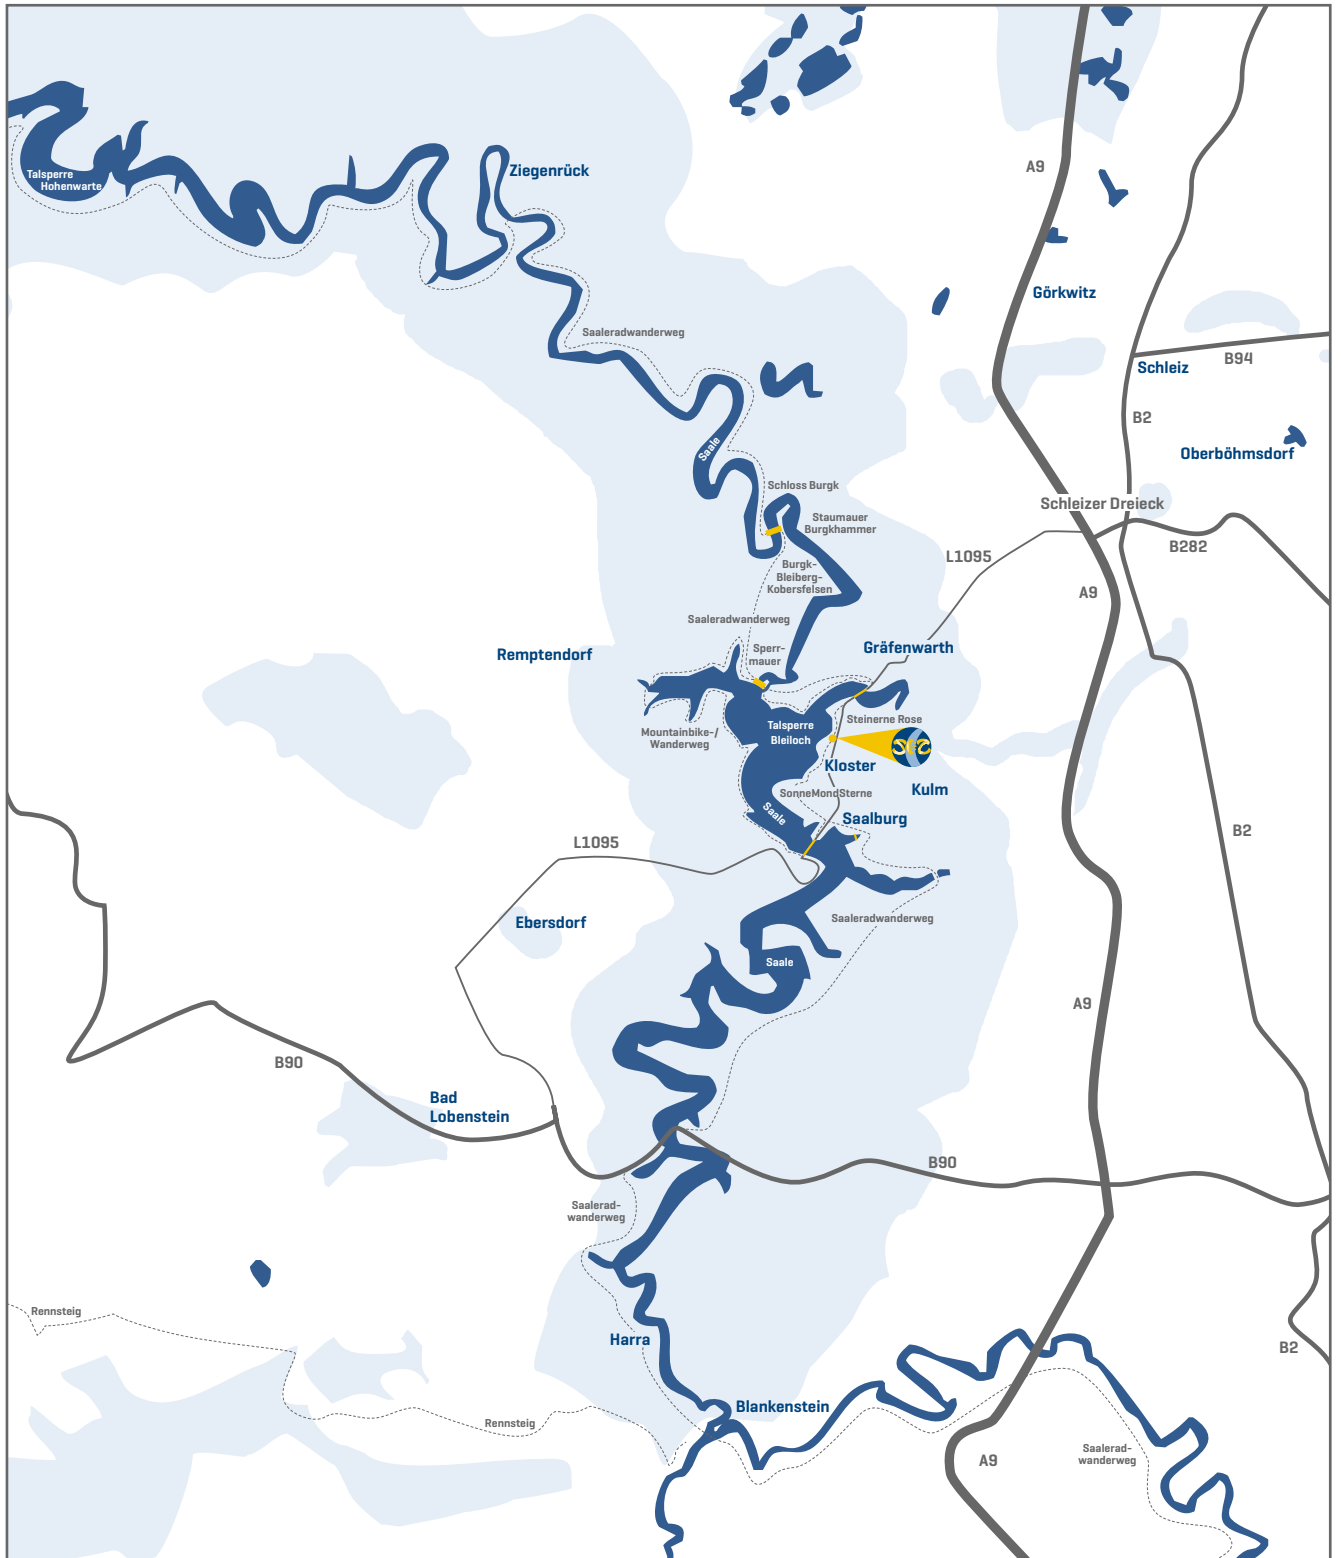 A9
Ziegenrück
Talsperre
Hohenwarte
Görkwitz
Saaleradwanderweg
B94
Schleiz
B2
Saale
Oberböhmsdorf
Schloss Burgk
Schleizer Dreieck
Staumauer
Burgkhammer
B282
L1095
Burgk-
Bleiberg-
Kobersfelsen
A9
Saaleradwanderweg
Gräfenwarth
Remptendorf
Sperr-
mauer
Steinerne Rose
Talsperre
Bleiloch
Mountainbike-/
Wanderweg
Kloster
Kulm
SonneMondSterne
Saale
Saalburg
B2
L1095
Saaleradwanderweg
Ebersdorf
Saale
A9
B90
Bad
Lobenstein
B90
Saalerad-
wanderweg
Rennsteig
Harra
B2
Blankenstein
Rennsteig
Saalerad-
wanderweg
A9